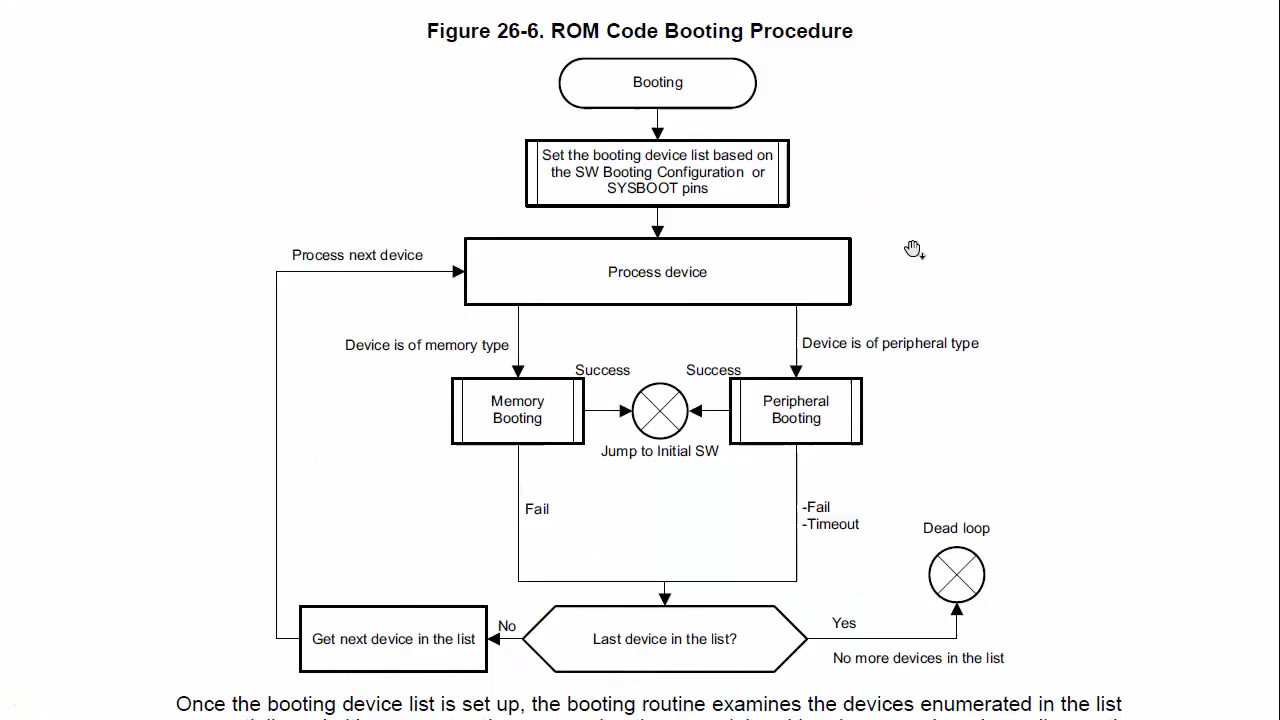 Figure 26-6. ROM Code Booting Procedure
Booting
Set the booting device list based on
the SW Booting Configuration or
SYSBOOT pins
Process next device
Process device
Device is of memory type
Device is of peripheral type
Success
Success
Memory
Booting
Peripheral
Booting
Jump to Initial SW
Fail
-Fail
-Timeout
Dead loop
Get next device in the list
No
Last device in the list?
Yes
No more devices in the list
Once the booting device list is set up, the booting routine examines the devices enumerated in the list